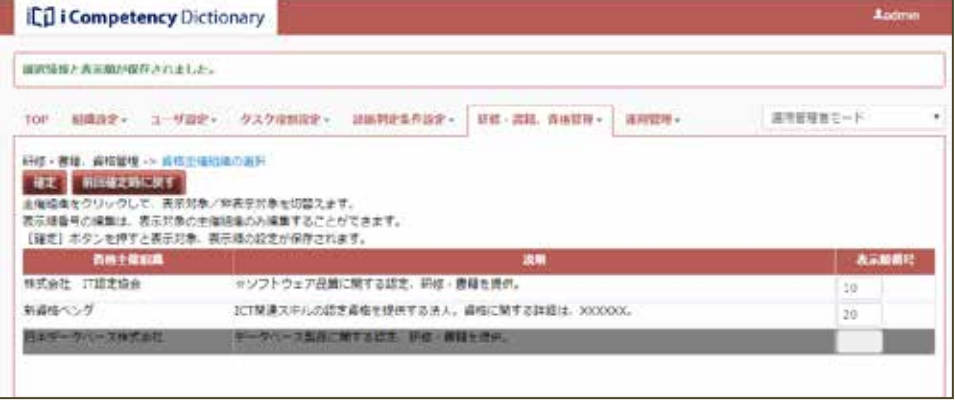 iCD i Competency Dictionary
admin
選択情報と表示順が保存されました。
TOP 組織設定 ユーザ設定 タスク役割設定 診断判定条件設定 研修・書籍、資格管理 運用管理 運用管理者モード
研修・書籍、資格管理 -> 資格主催組織の選択
確定 前回確定時に戻す
主催組織をクリックして、表示対象／非表示対象を切替えます。
表示順番号の編集は、表示対象の主催組織のみ編集することができます。
［確定］ボタンを押すと表示対象、表示順の設定が保存されます。
資格主催組織 説明 表示順番号
株式会社 IT認定協会 ※ソフトウェア品質に関する認定、研修・書籍を提供。 10
新資格ベンダ ICT関連スキルの認定資格を提供する法人。資格に関する詳細は、XXXXXX。 20
日本データベース株式会社 データベース製品に関する認定、研修・書籍を提供。